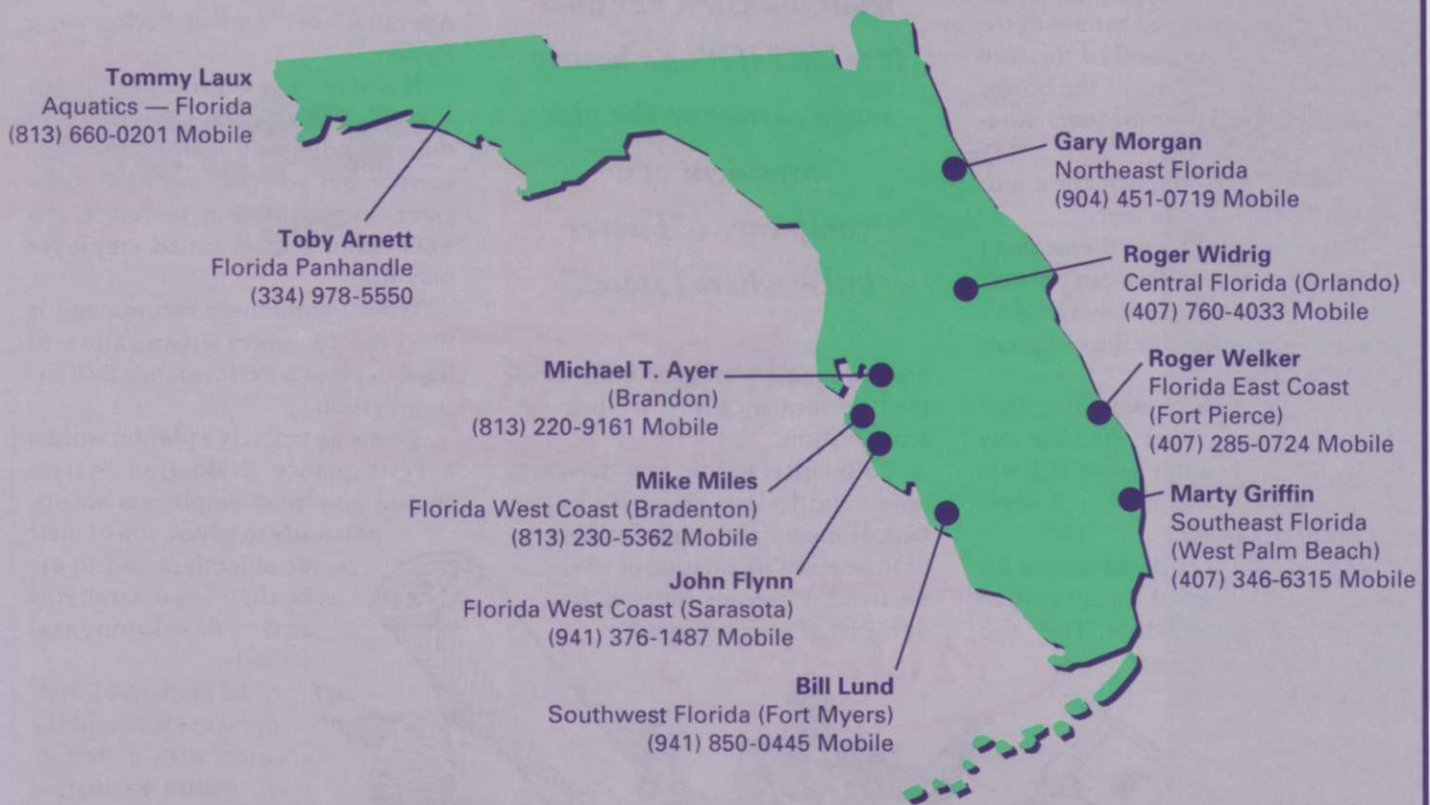 Tommy Laux
Aquatics — Florida
(813) 660-0201 Mobile
Toby Arnett
Florida Panhandle
(334) 978-5550
Gary Morgan
Northeast Florida
(904) 451-0719 Mobile
Roger Widrig
Central Florida (Orlando)
(407) 760-4033 Mobile
Michael T. Ayer
(Brandon)
(813) 220-9161 Mobile
Roger Welker
Florida East Coast
(Fort Pierce)
(407) 285-0724 Mobile
Mike Miles
Florida West Coast (Bradenton)
(813) 230-5362 Mobile
Marty Griffin
Southeast Florida
(West Palm Beach)
(407) 346-6315 Mobile
John Flynn
Florida West Coast (Sarasota)
(941) 376-1487 Mobile
Bill Lund
Southwest Florida (Fort Myers)
(941) 850-0445 Mobile